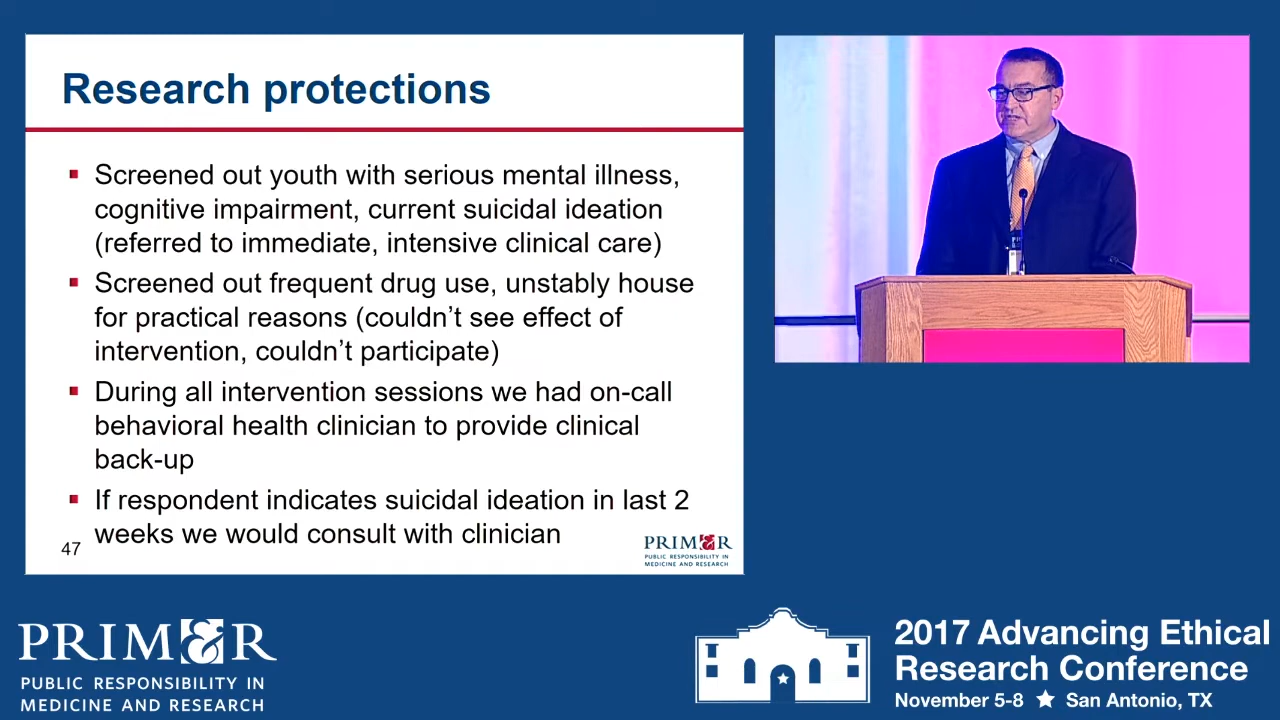 Research protections
Screened out youth with serious mental illness,
cognitive impairment, current suicidal ideation
(referred to immediate, intensive clinical care)
Screened out frequent drug use, unstably house
for practical reasons (couldn't see effect of
intervention, couldn't participate)
During all intervention sessions we had on-call
behavioral health clinician to provide clinical
back-up
If respondent indicates suicidal ideation in last 2
weeks we would consult with clinician
47
PRIM&R
PUBLIC RESPONSIBILITY IN
MEDICINE AND RESEARCH
PRIM&R
PUBLIC RESPONSIBILITY IN
MEDICINE AND RESEARCH
2017 Advancing Ethical
Research Conference
November 5-8 ★ San Antonio, TX